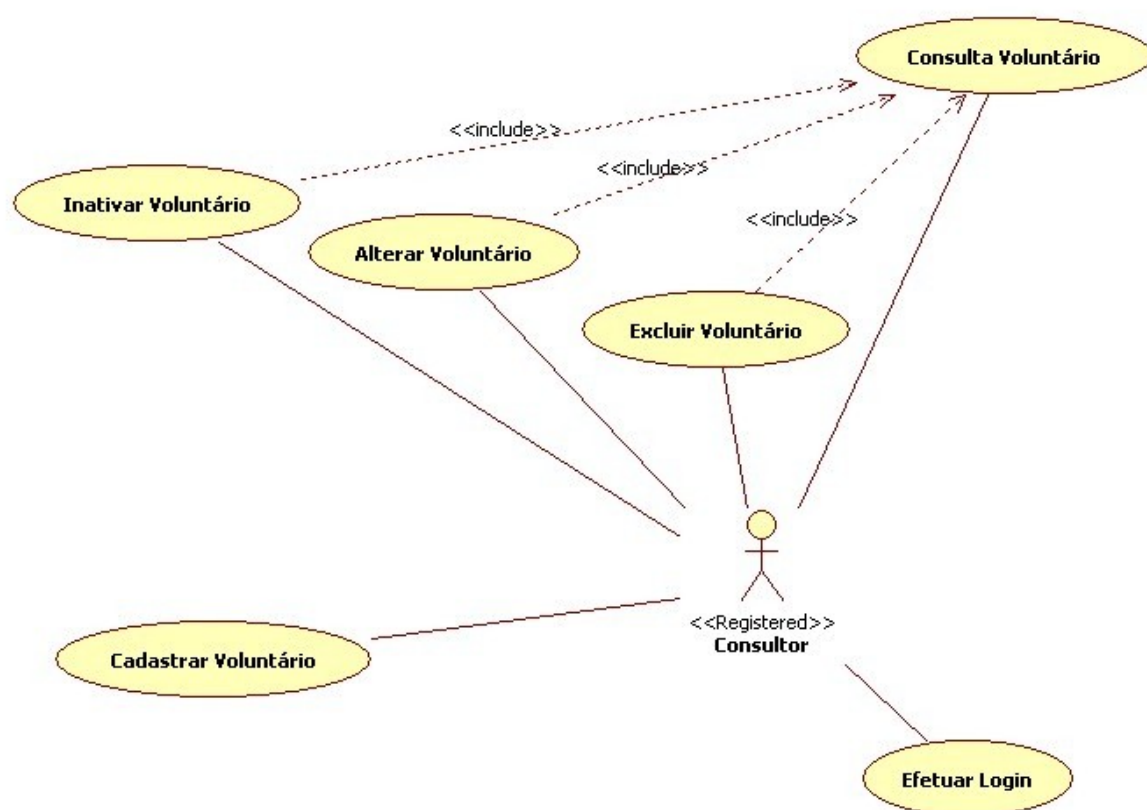 Consulta Voluntário
<<include>>
<<include>>
Inativar Voluntário
<<include>>
Alterar Voluntário
Excluir Voluntário
<<Registered>>
Consultor
Cadastrar Voluntário
Efetuar Login